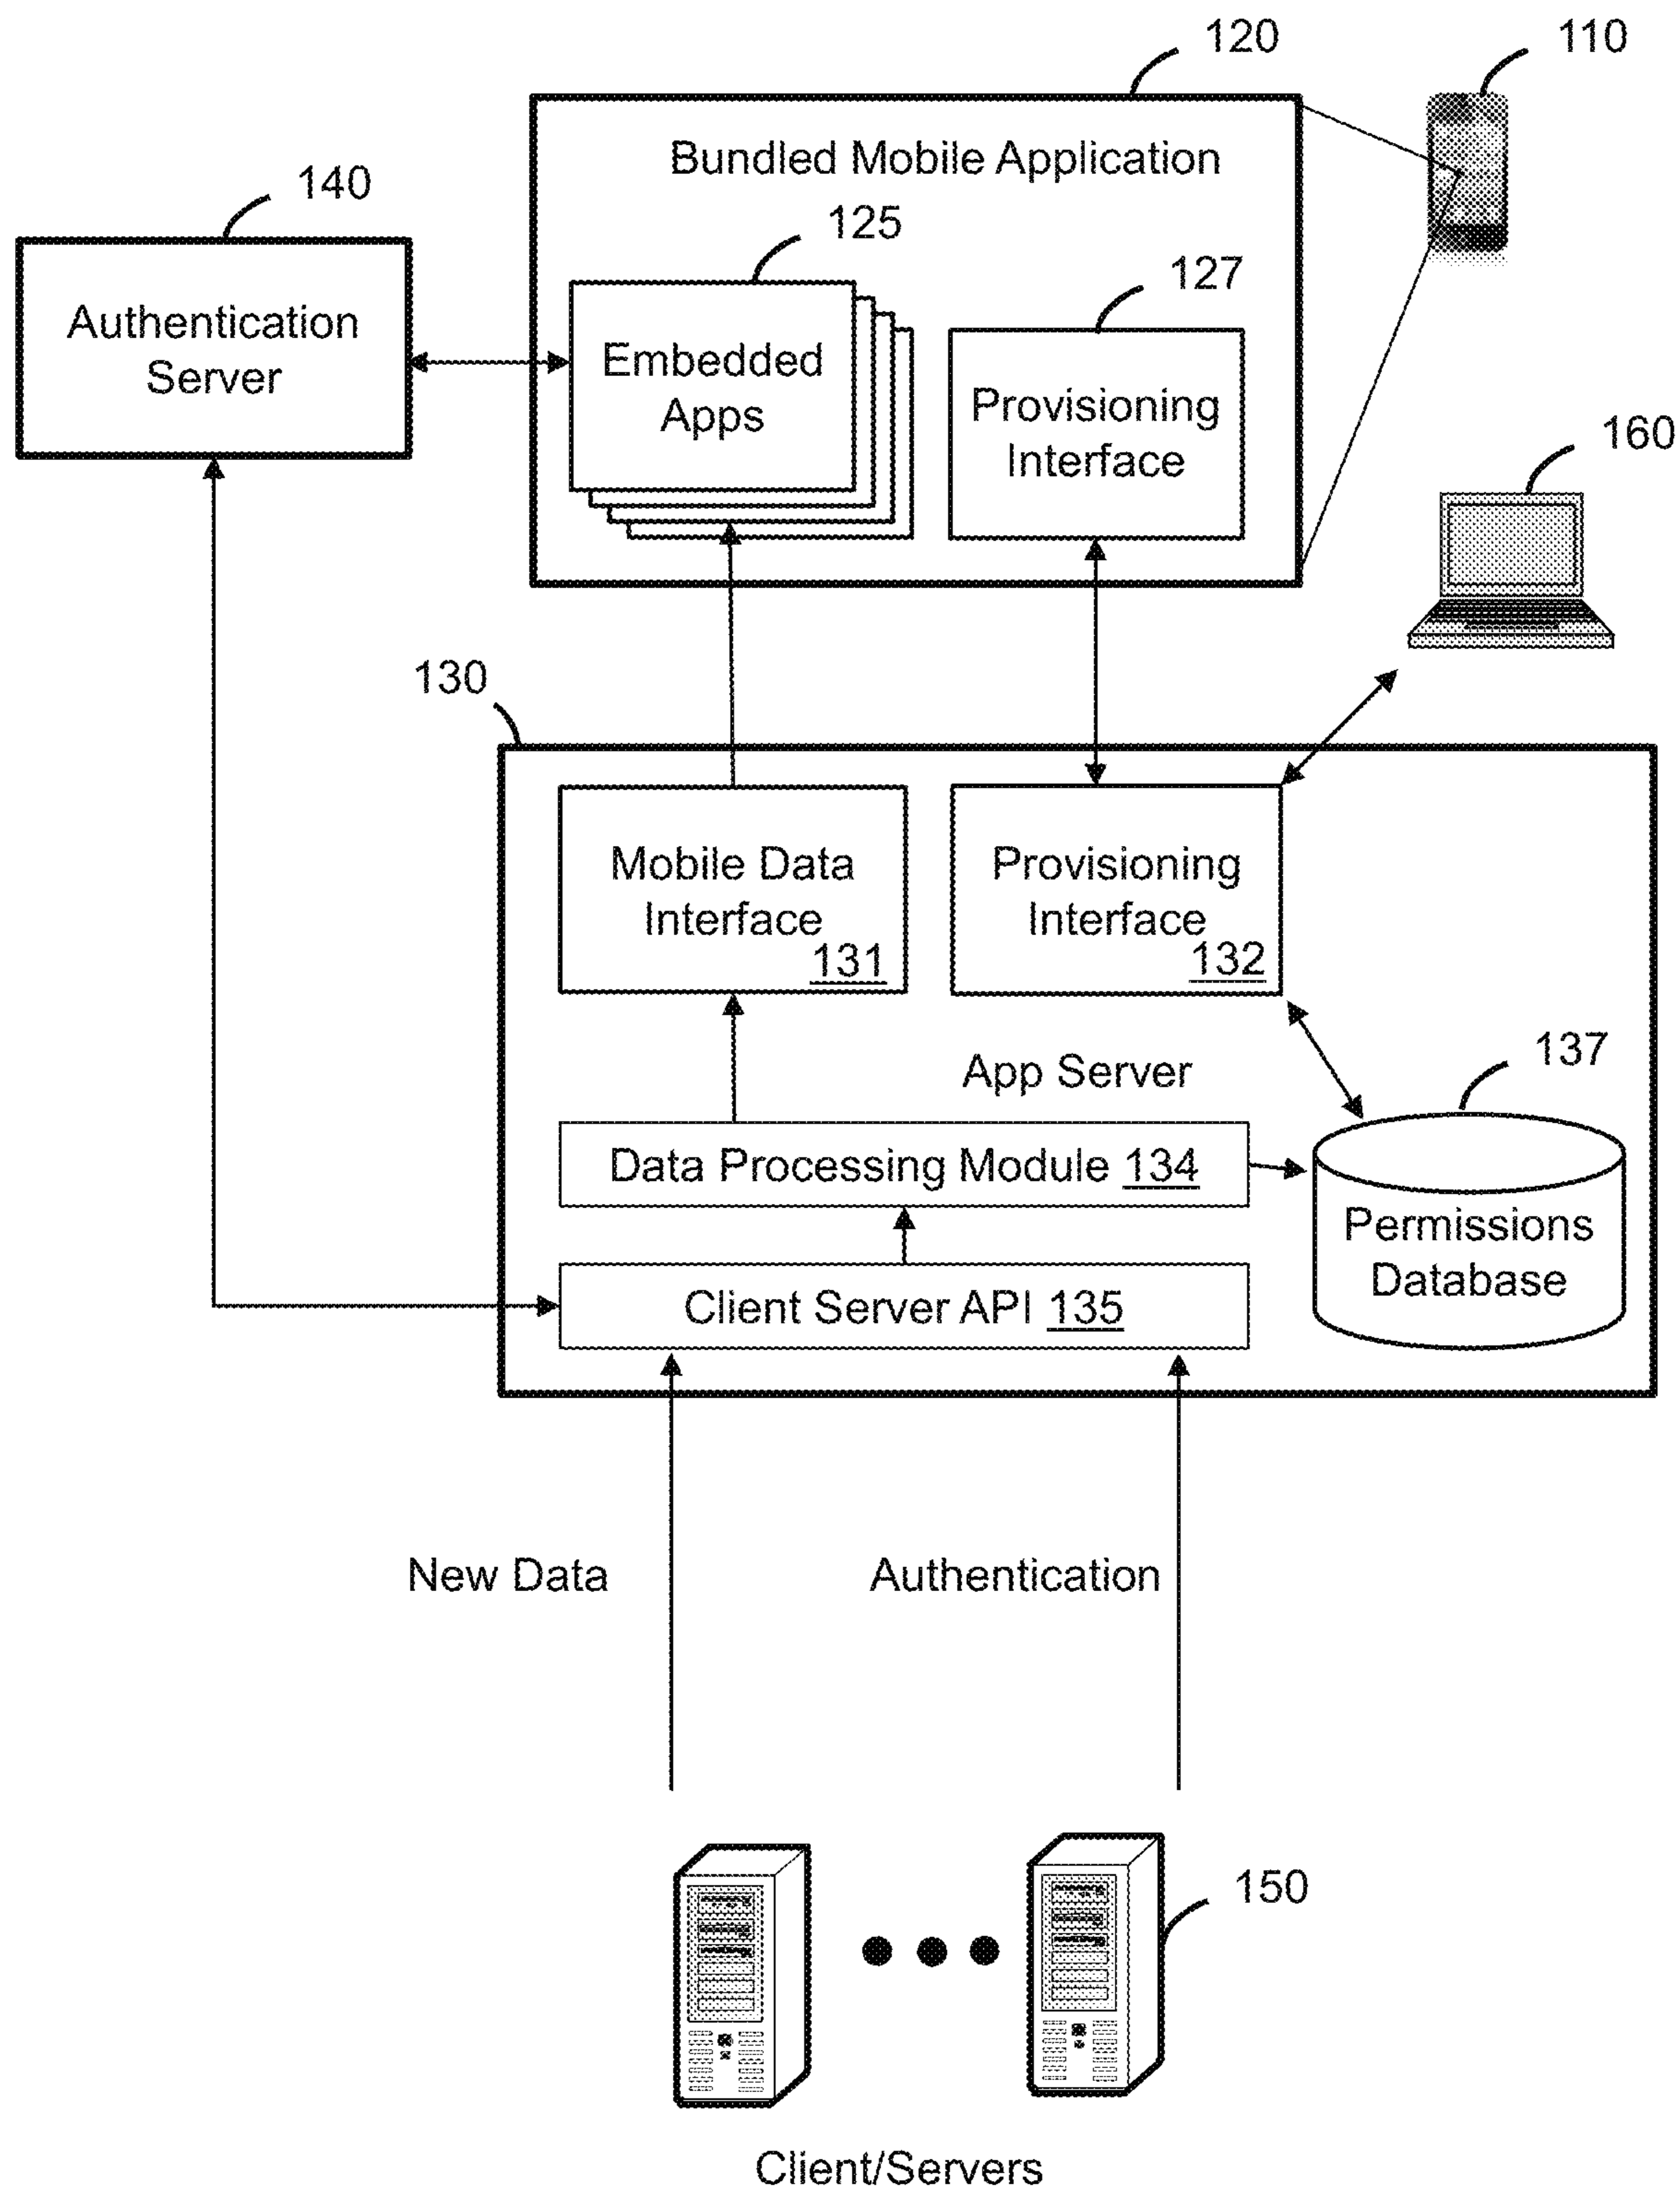 120
110
Bundled Mobile Application
140
125
127
Authentication
Server
Embedded
Apps
Provisioning
Interface
160
130
Mobile Data
Interface
131
Provisioning
Interface
132
App Server
137
Data Processing Module 134
Permissions
Database
Client Server API 135
New Data
Authentication
150
Client/Servers